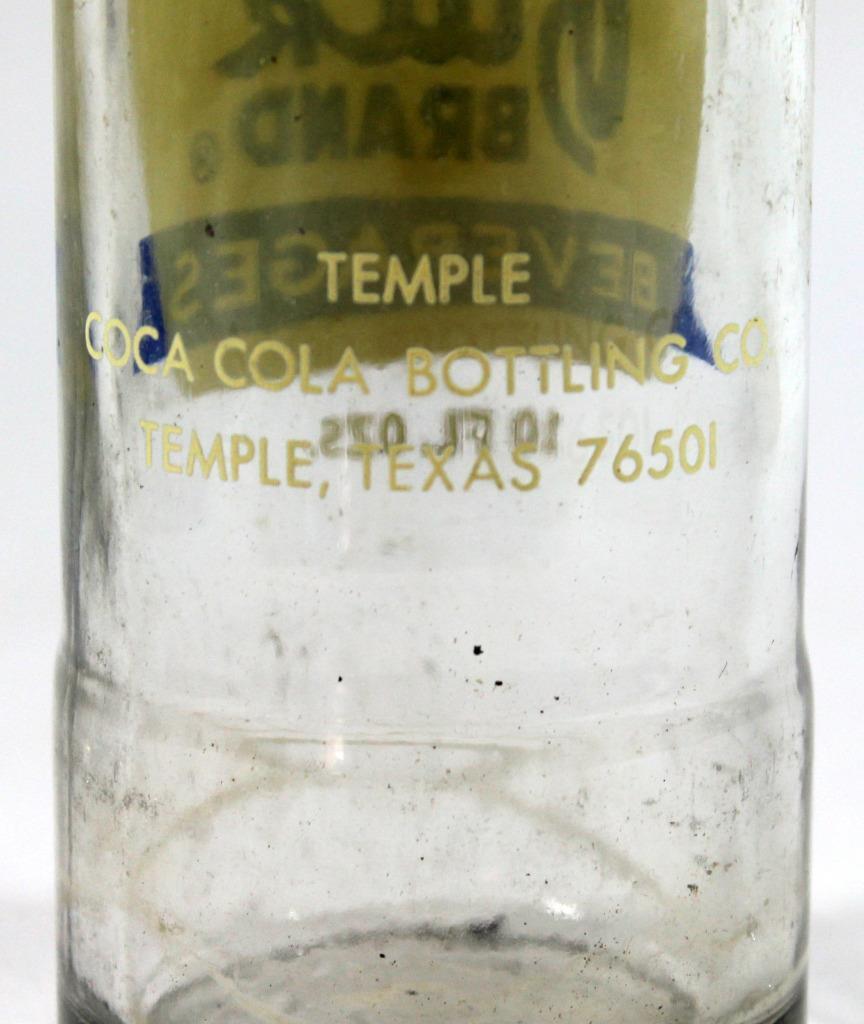 BRAND
®
BEVERAGES
TEMPLE
COCA COLA BOTTLING CO.
10 FL. OZS.
TEMPLE, TEXAS 76501